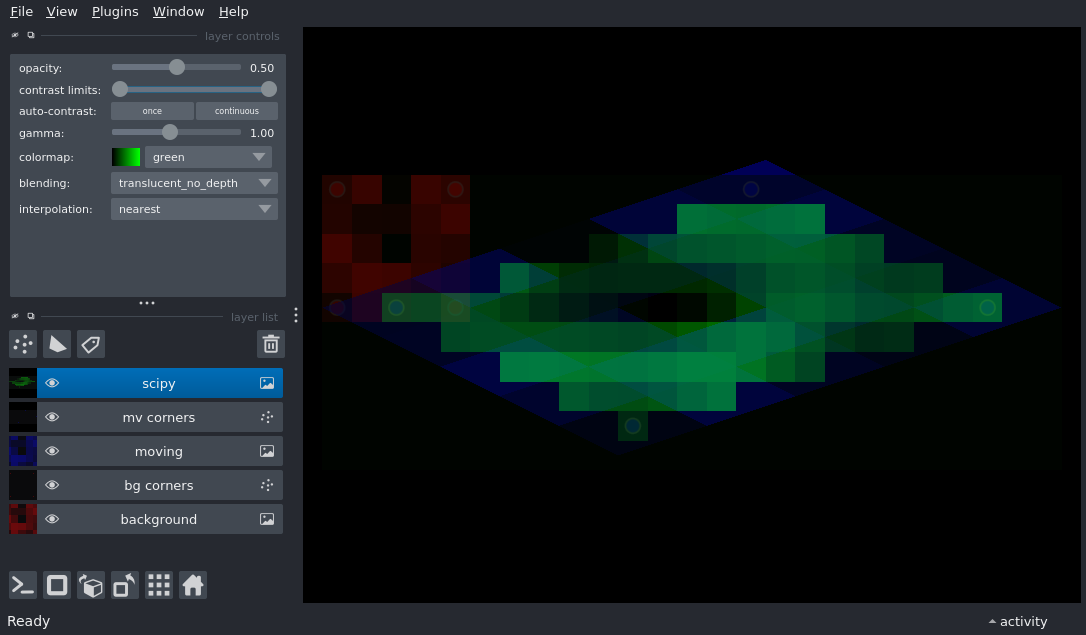 File View Plugins Window Help
layer controls
opacity: 0.50
contrast limits:
auto-contrast: once continuous
gamma: 1.00
colormap: green
blending: translucent_no_depth
interpolation: nearest
layer list
scipy
mv corners
moving
bg corners
background
Ready
activity